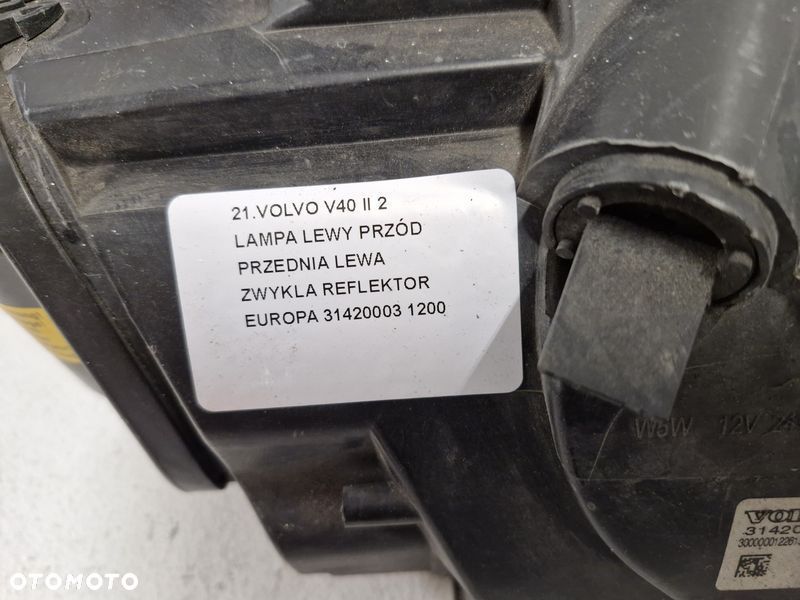 21.VOLVO V40 II 2
LAMPA LEWY PRZÓD
PRZEDNIA LEWA
ZWYKLA REFLEKTOR
EUROPA 31420003 1200
W5W 12V
OTOMOTO